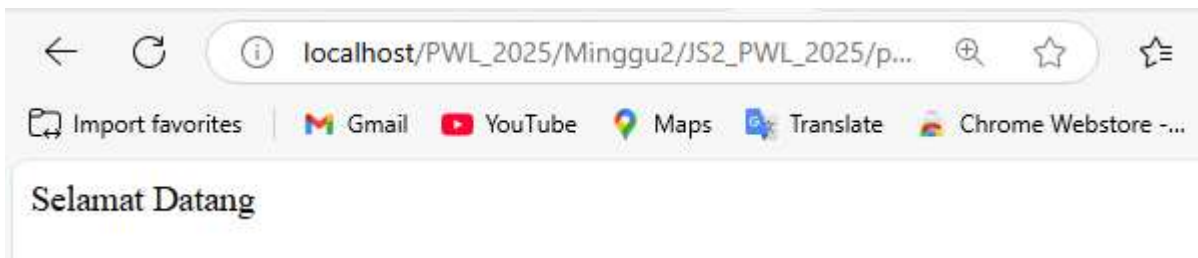 localhost/PWL_2025/Minggu2/JS2_PWL_2025/p...
Import favorites Gmail YouTube Maps Translate Chrome Webstore -...
Selamat Datang